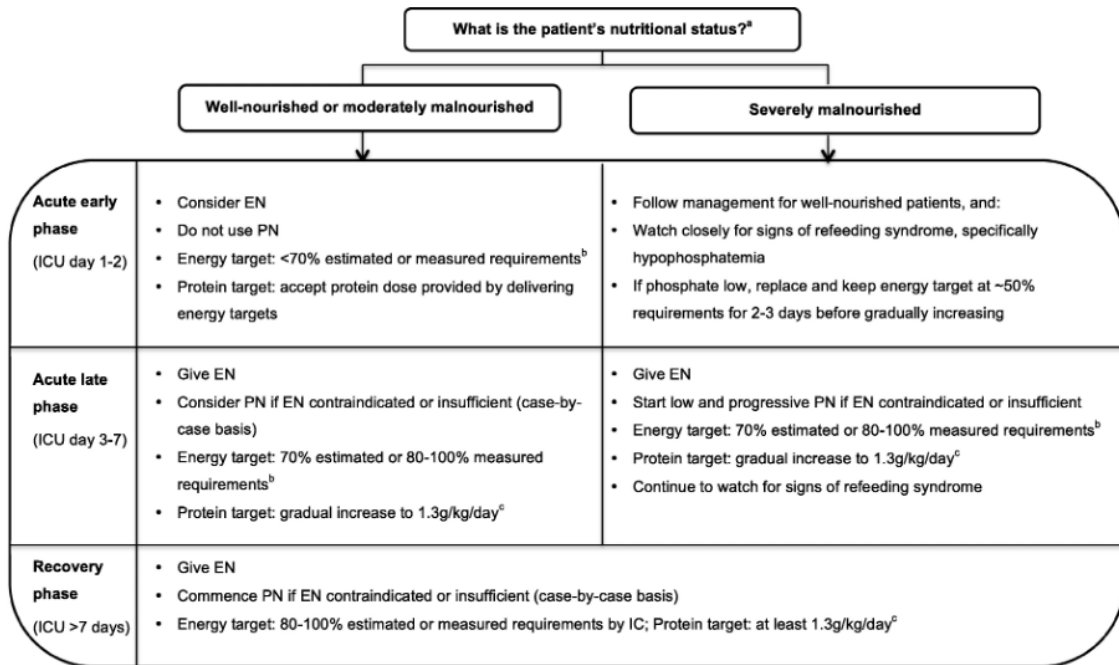 What is the patient's nutritional status?ᵃ
Well-nourished or moderately malnourished
Severely malnourished
Acute early
phase
(ICU day 1-2)
• Consider EN
• Do not use PN
• Energy target: <70% estimated or measured requirementsᵇ
• Protein target: accept protein dose provided by delivering
energy targets
• Follow management for well-nourished patients, and:
• Watch closely for signs of refeeding syndrome, specifically
hypophosphatemia
• If phosphate low, replace and keep energy target at ~50%
requirements for 2-3 days before gradually increasing
Acute late
phase
(ICU day 3-7)
• Give EN
• Consider PN if EN contraindicated or insufficient (case-by-
case basis)
• Energy target: 70% estimated or 80-100% measured
requirementsᵇ
• Protein target: gradual increase to 1.3g/kg/dayᶜ
• Give EN
• Start low and progressive PN if EN contraindicated or insufficient
• Energy target: 70% estimated or 80-100% measured requirementsᵇ
• Protein target: gradual increase to 1.3g/kg/dayᶜ
• Continue to watch for signs of refeeding syndrome
Recovery
phase
(ICU >7 days)
• Give EN
• Commence PN if EN contraindicated or insufficient (case-by-case basis)
• Energy target: 80-100% estimated or measured requirements by IC; Protein target: at least 1.3g/kg/dayᶜ